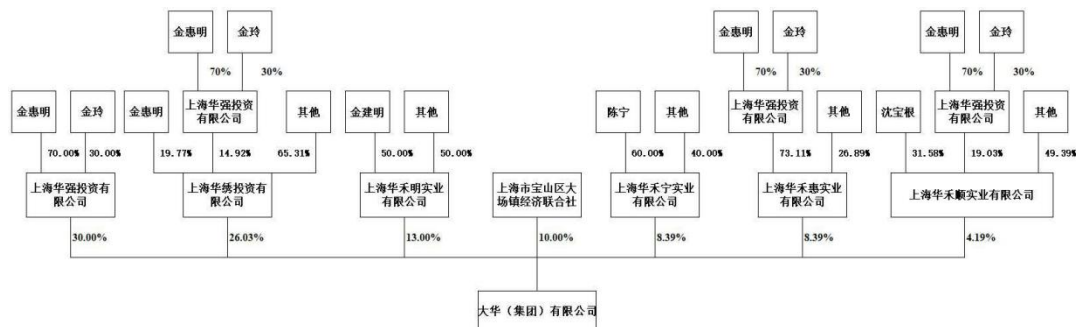 金惠明 金玲 金惠明 金玲 金惠明 金玲
70% 30% 70% 30% 70% 30%
金惠明 金玲 金惠明 上海华强投资有限公司 其他 金建明 其他 陈宁 上海华强投资有限公司 其他 沈宝根 上海华强投资有限公司 其他
70.00% 30.00% 19.77% 14.92% 65.31% 50.00% 50.00% 60.00% 40.00% 73.11% 26.89% 31.58% 19.03% 49.39%
上海华强投资有限公司 上海华绣投资有限公司 上海华禾明实业有限公司 上海市宝山区大场镇经济联合社 上海华禾宁实业有限公司 上海华禾惠实业有限公司 上海华禾顺实业有限公司
30.00% 26.03% 13.00% 10.00% 8.39% 8.39% 4.19%
大华（集团）有限公司